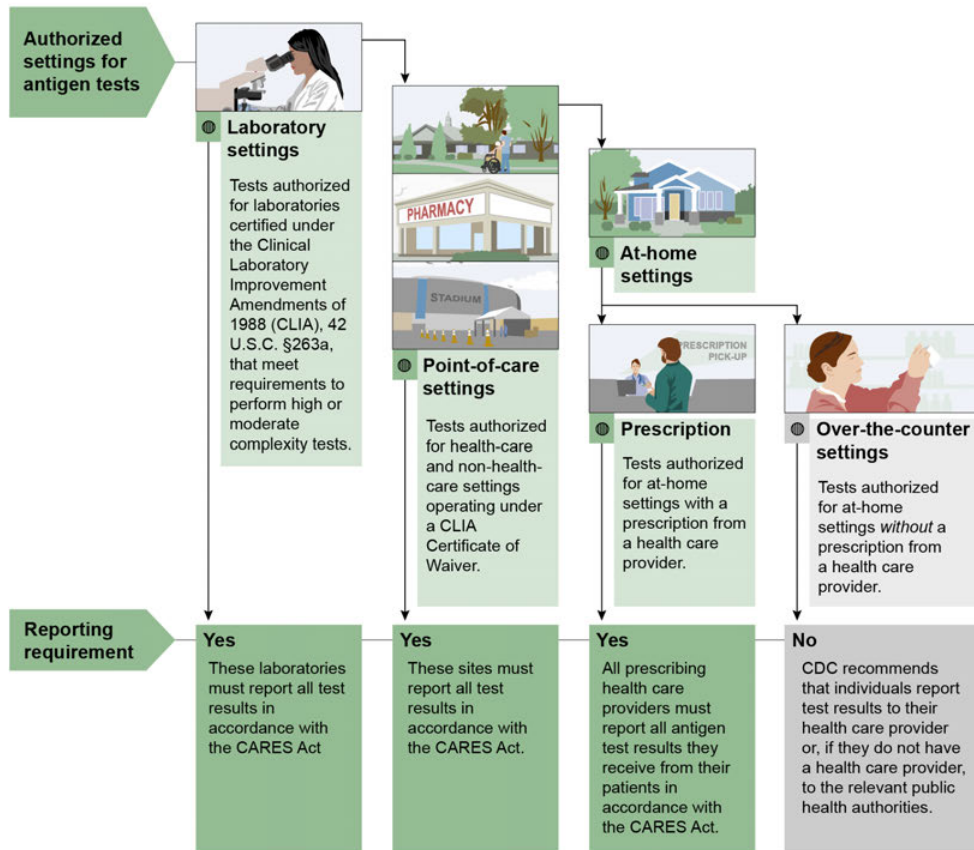 Authorized
settings for
antigen tests
Laboratory
settings
Tests authorized
for laboratories
certified under
the Clinical
Laboratory
Improvement
Amendments of
1988 (CLIA), 42
U.S.C. §263a,
that meet
requirements to
perform high or
moderate
complexity tests.
PHARMACY
STADIUM
Point-of-care
settings
Tests authorized
for health-care
and non-health-
care settings
operating under
a CLIA
Certificate of
Waiver.
At-home
settings
PRESCRIPTION
PICK-UP
Prescription
Tests authorized
for at-home
settings with a
prescription from
a health care
provider.
Over-the-counter
settings
Tests authorized
for at-home
settings without a
prescription from
a health care
provider.
Reporting
requirement
Yes
These laboratories
must report all test
results in
accordance with
the CARES Act
Yes
These sites must
report all test
results in
accordance with
the CARES Act.
Yes
All prescribing
health care
providers must
report all antigen
test results they
receive from their
patients in
accordance with
the CARES Act.
No
CDC recommends
that individuals report
test results to their
health care provider
or, if they do not have
a health care provider,
to the relevant public
health authorities.